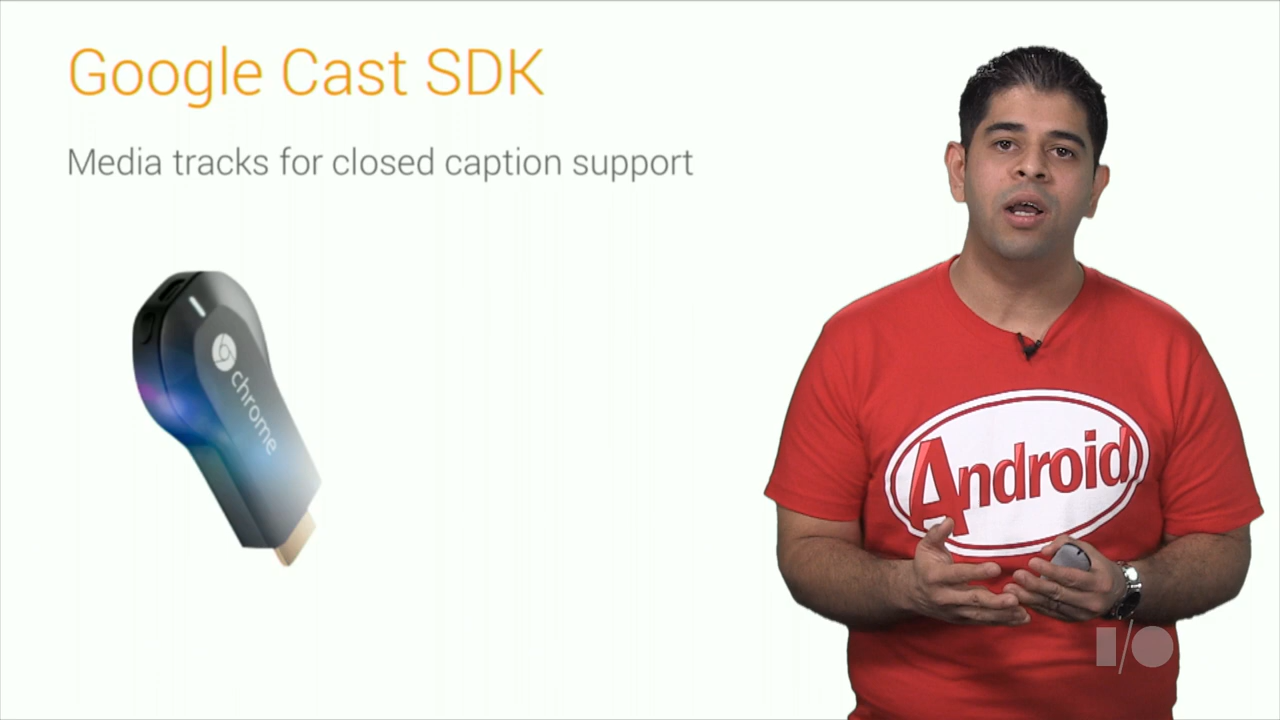 Google Cast SDK
Media tracks for closed caption support
chrome
Android
I/O